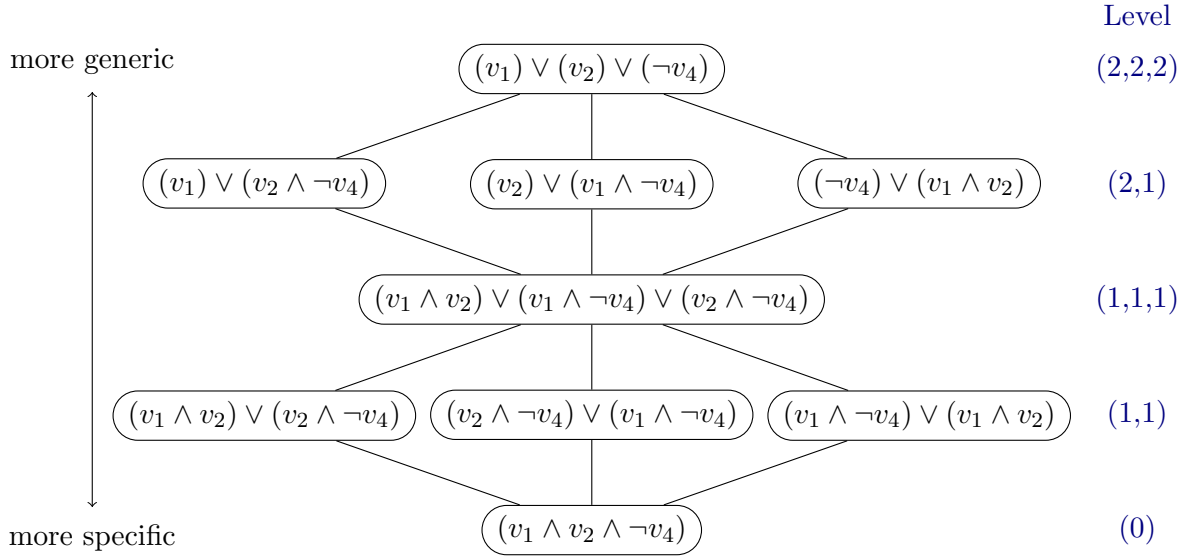 Level
more generic
(v₁) ∨ (v₂) ∨ (¬v₄)
(2,2,2)
(v₁) ∨ (v₂ ∧ ¬v₄)
(v₂) ∨ (v₁ ∧ ¬v₄)
(¬v₄) ∨ (v₁ ∧ v₂)
(2,1)
(v₁ ∧ v₂) ∨ (v₁ ∧ ¬v₄) ∨ (v₂ ∧ ¬v₄)
(1,1,1)
(v₁ ∧ v₂) ∨ (v₂ ∧ ¬v₄)
(v₂ ∧ ¬v₄) ∨ (v₁ ∧ ¬v₄)
(v₁ ∧ ¬v₄) ∨ (v₁ ∧ v₂)
(1,1)
more specific
(v₁ ∧ v₂ ∧ ¬v₄)
(0)